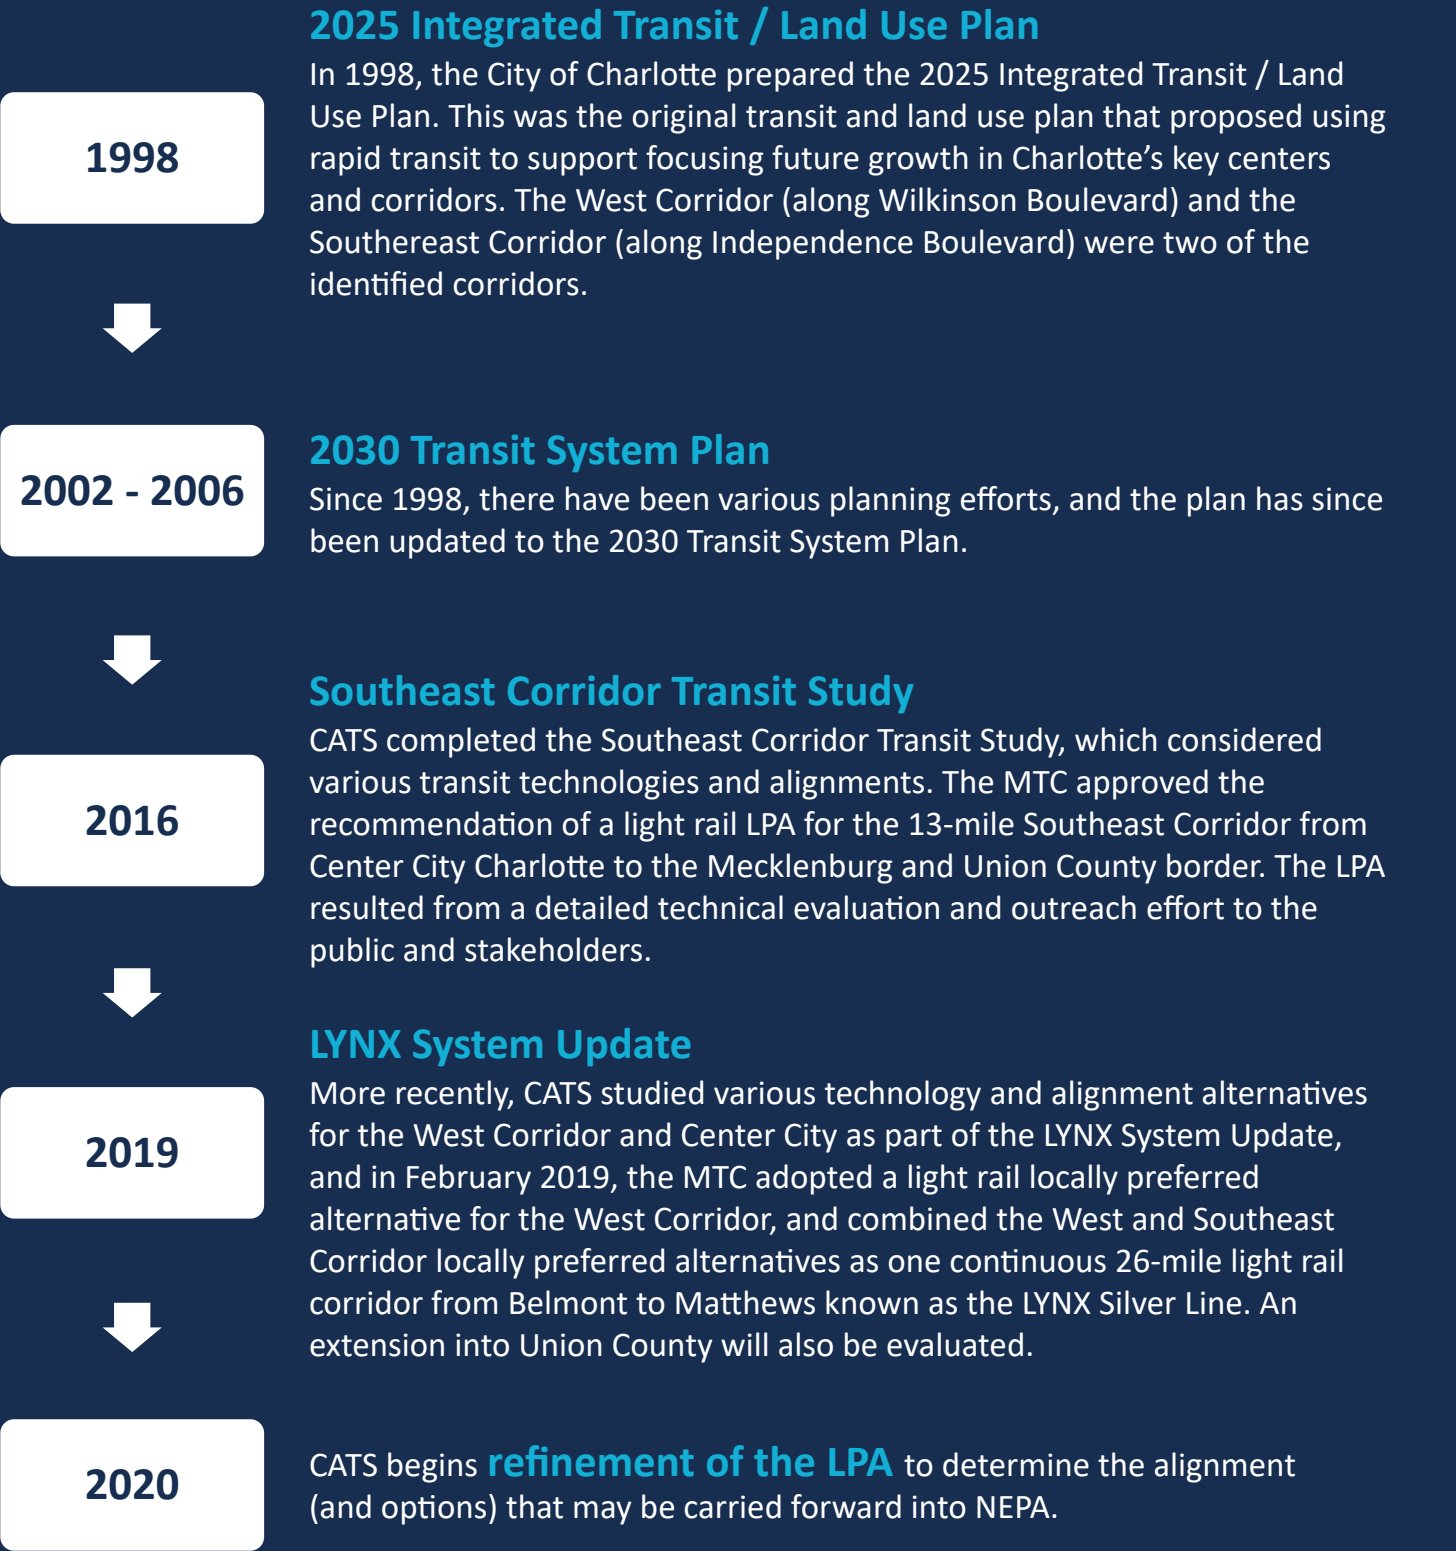 2025 Integrated Transit / Land Use Plan
1998
In 1998, the City of Charlotte prepared the 2025 Integrated Transit / Land
Use Plan. This was the original transit and land use plan that proposed using
rapid transit to support focusing future growth in Charlotte's key centers
and corridors. The West Corridor (along Wilkinson Boulevard) and the
Southereast Corridor (along Independence Boulevard) were two of the
identified corridors.
2002 - 2006
2030 Transit System Plan
Since 1998, there have been various planning efforts, and the plan has since
been updated to the 2030 Transit System Plan.
2016
Southeast Corridor Transit Study
CATS completed the Southeast Corridor Transit Study, which considered
various transit technologies and alignments. The MTC approved the
recommendation of a light rail LPA for the 13-mile Southeast Corridor from
Center City Charlotte to the Mecklenburg and Union County border. The LPA
resulted from a detailed technical evaluation and outreach effort to the
public and stakeholders.
2019
LYNX System Update
More recently, CATS studied various technology and alignment alternatives
for the West Corridor and Center City as part of the LYNX System Update,
and in February 2019, the MTC adopted a light rail locally preferred
alternative for the West Corridor, and combined the West and Southeast
Corridor locally preferred alternatives as one continuous 26-mile light rail
corridor from Belmont to Matthews known as the LYNX Silver Line. An
extension into Union County will also be evaluated.
2020
CATS begins refinement of the LPA to determine the alignment
(and options) that may be carried forward into NEPA.